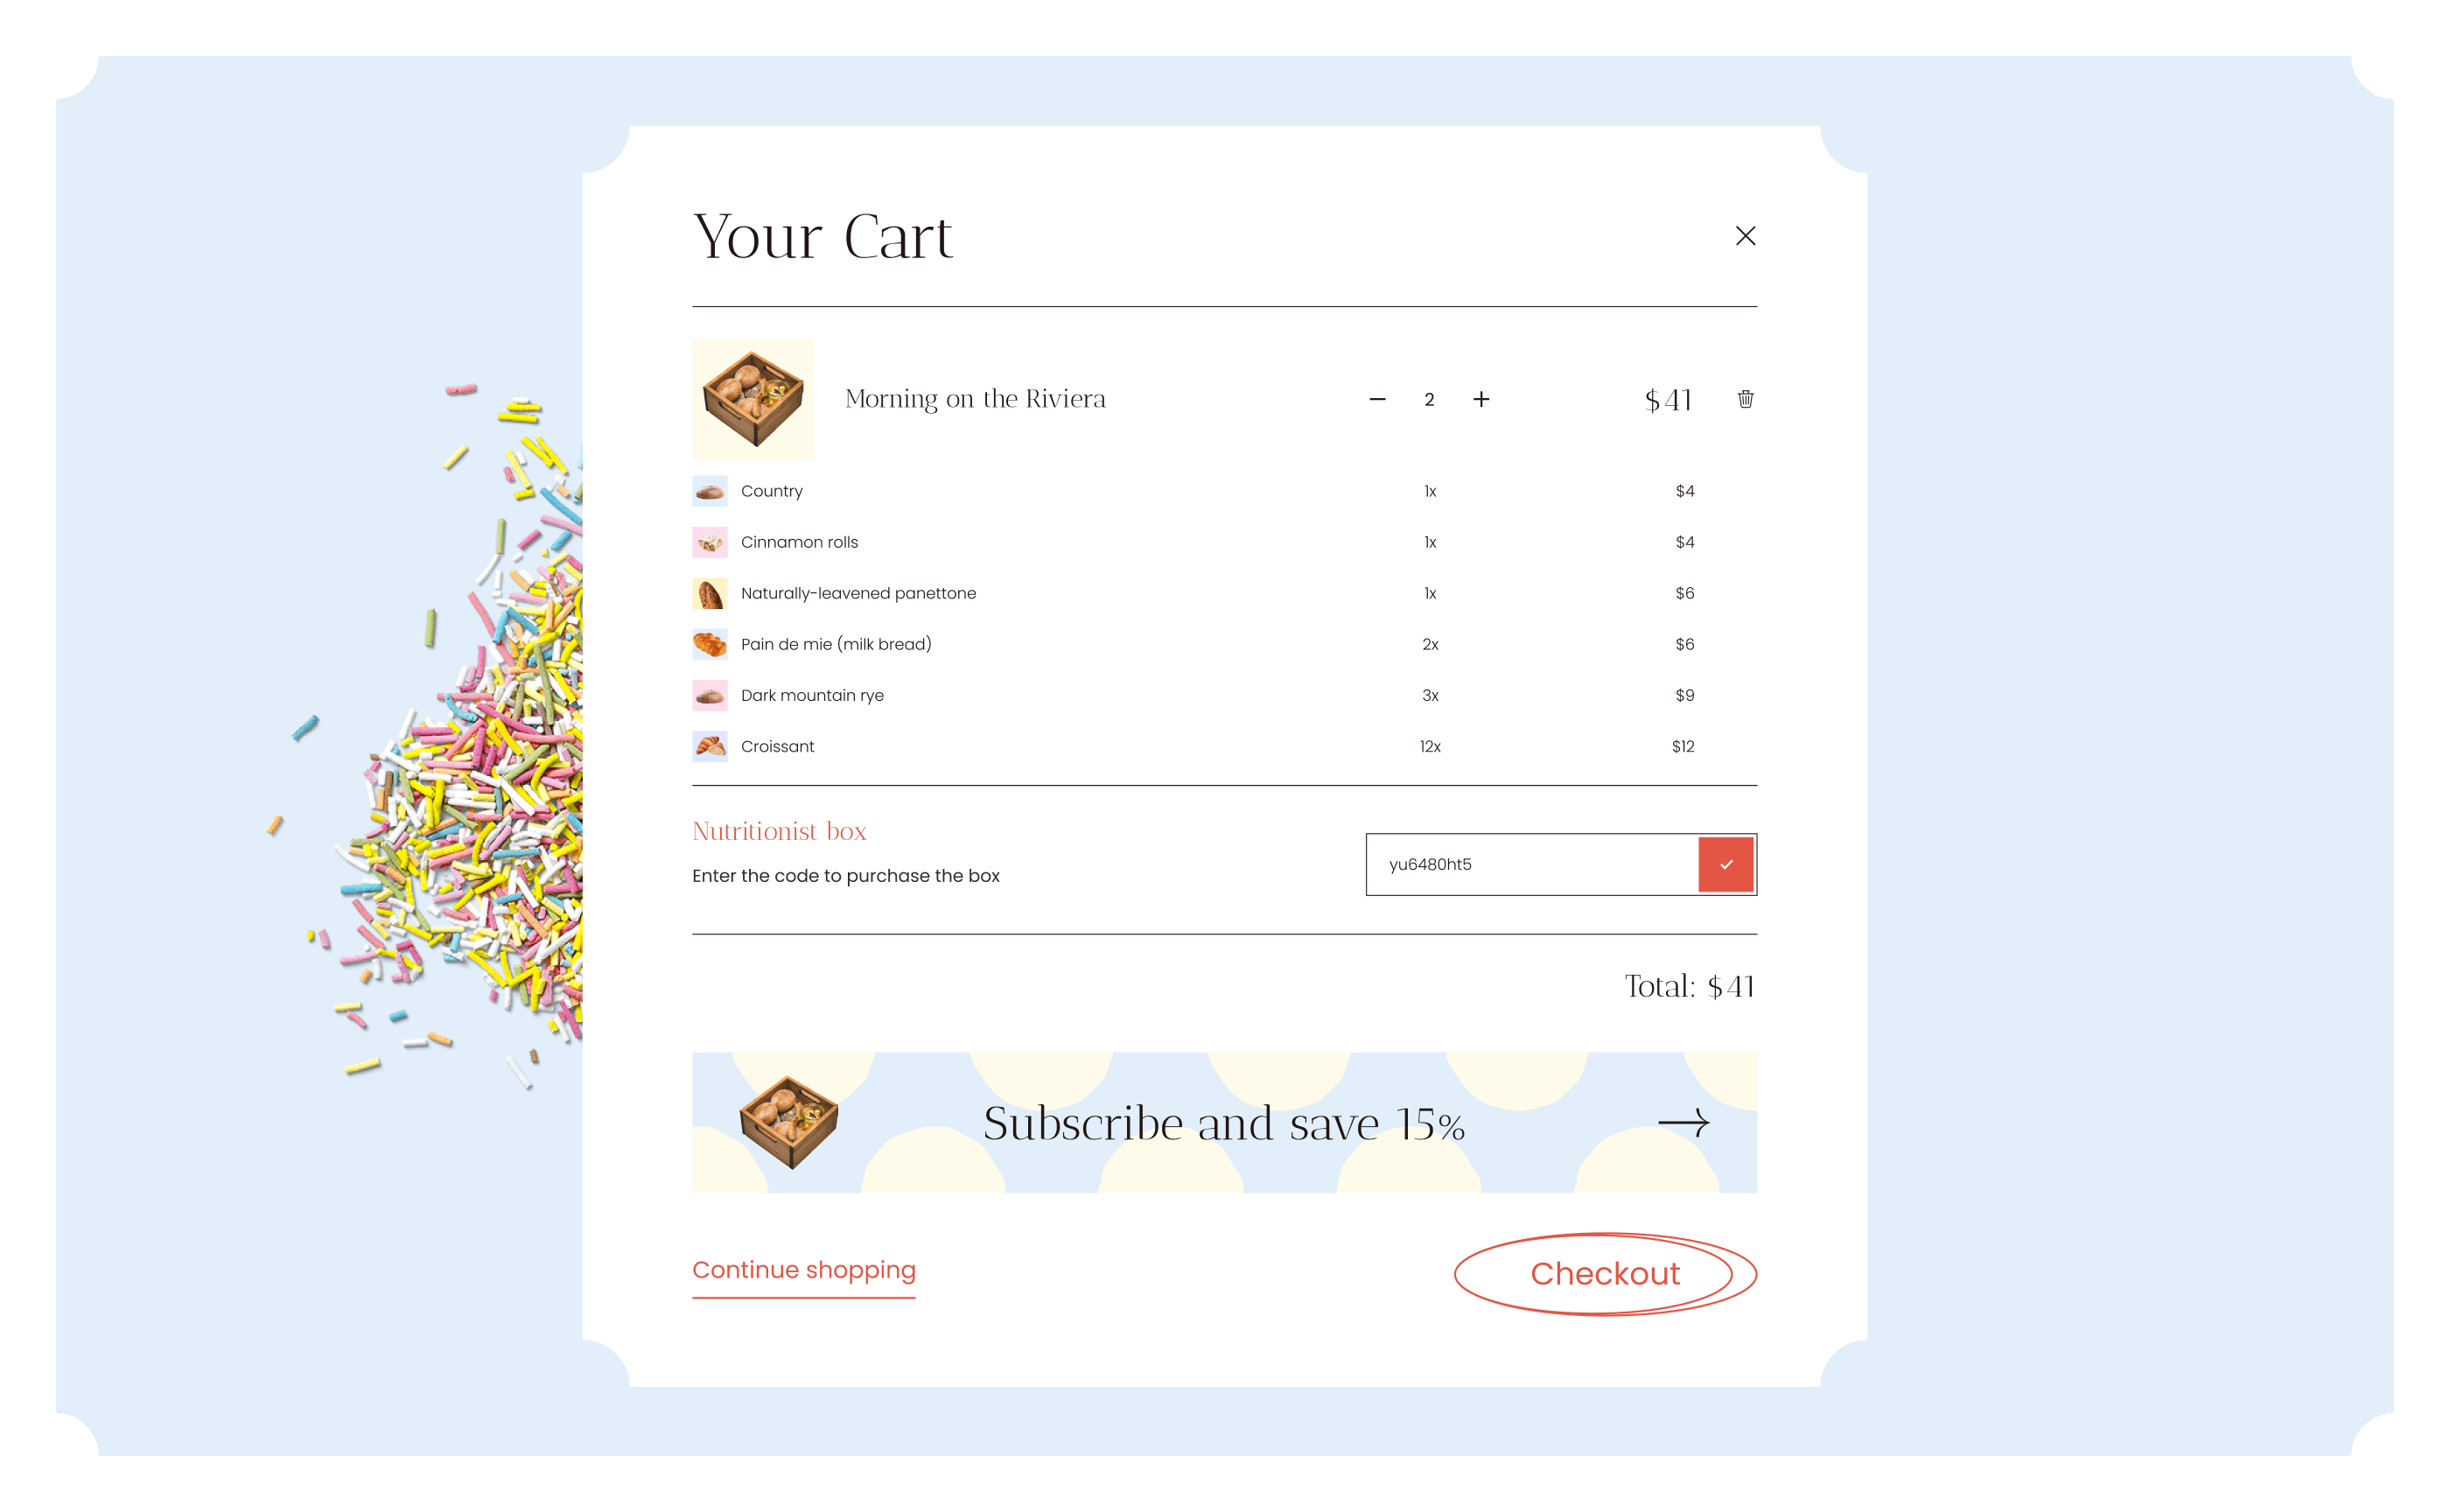 Your Cart
Morning on the Riviera
2
$41
Country 1x $4
Cinnamon rolls 1x $4
Naturally-leavened panettone 1x $6
Pain de mie (milk bread) 2x $6
Dark mountain rye 3x $9
Croissant 12x $12
Nutritionist box
Enter the code to purchase the box
yu6480ht5
Total: $41
Subscribe and save 15%
Continue shopping
Checkout